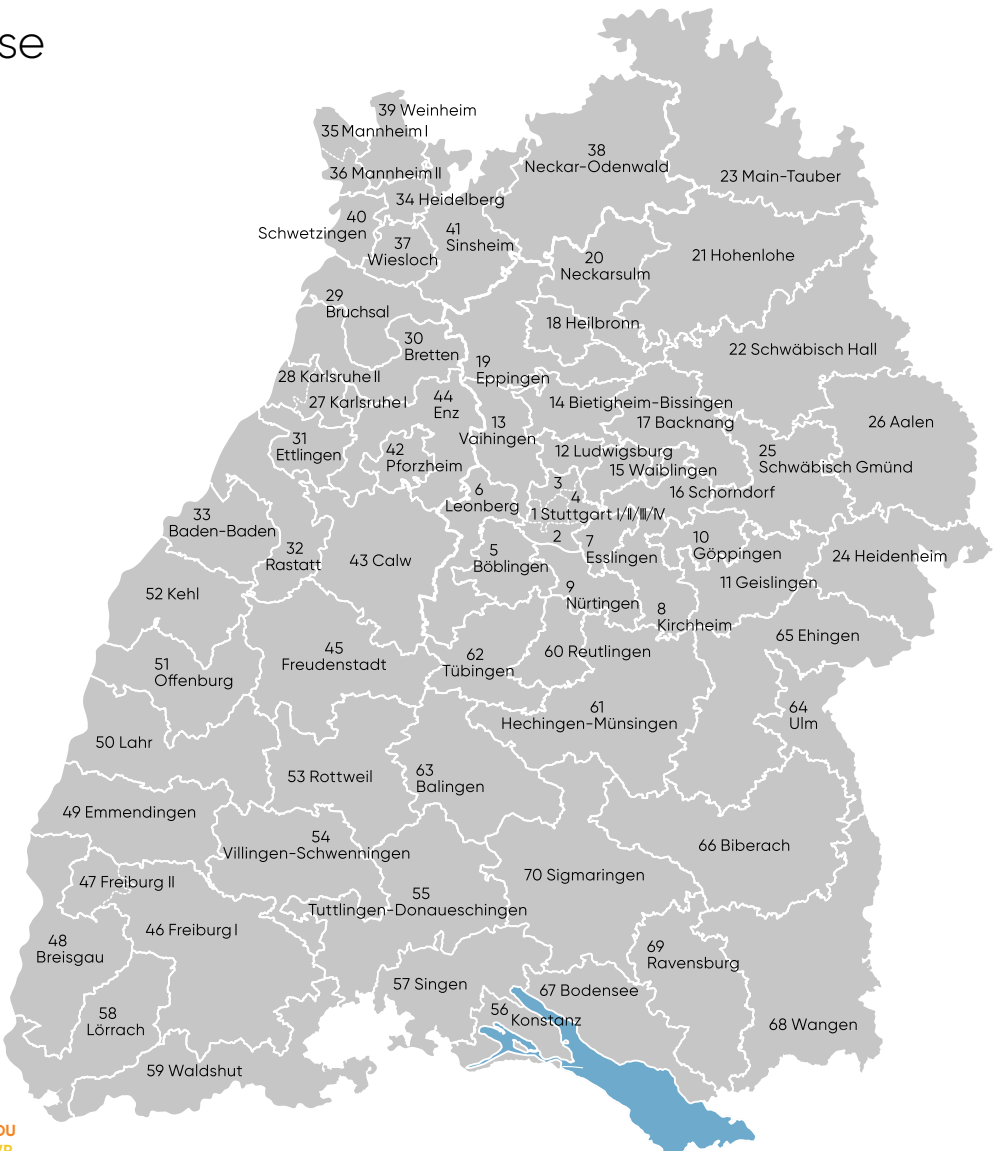 se
39 Weinheim
35 Mannheim I
36 Mannheim II
38
Neckar-Odenwald
23 Main-Tauber
34 Heidelberg
40
Schwetzingen
37
Wiesloch
41
Sinsheim
20
Neckarsulm
21 Hohenlohe
29
Bruchsal
18 Heilbronn
30
Bretten
22 Schwäbisch Hall
19
Eppingen
28 Karlsruhe II
27 Karlsruhe I
44
Enz
14 Bietigheim-Bissingen
17 Backnang
26 Aalen
13
Vaihingen
31
Ettlingen
42
Pforzheim
12 Ludwigsburg
15 Waiblingen
25
Schwäbisch Gmünd
16 Schorndorf
6
Leonberg
3
4
1 Stuttgart I/II/III/IV
2
33
Baden-Baden
32
Rastatt
43 Calw
5
Böblingen
7
Esslingen
10
Göppingen
24 Heidenheim
11 Geislingen
52 Kehl
9
Nürtingen
8
Kirchheim
65 Ehingen
51
Offenburg
45
Freudenstadt
62
Tübingen
60 Reutlingen
61
Hechingen-Münsingen
64
Ulm
50 Lahr
53 Rottweil
63
Balingen
49 Emmendingen
54
Villingen-Schwenningen
66 Biberach
47 Freiburg II
70 Sigmaringen
55
Tuttlingen-Donaueschingen
46 Freiburg I
48
Breisgau
69
Ravensburg
57 Singen
67 Bodensee
56
Konstanz
58
Lörrach
68 Wangen
59 Waldshut
DU